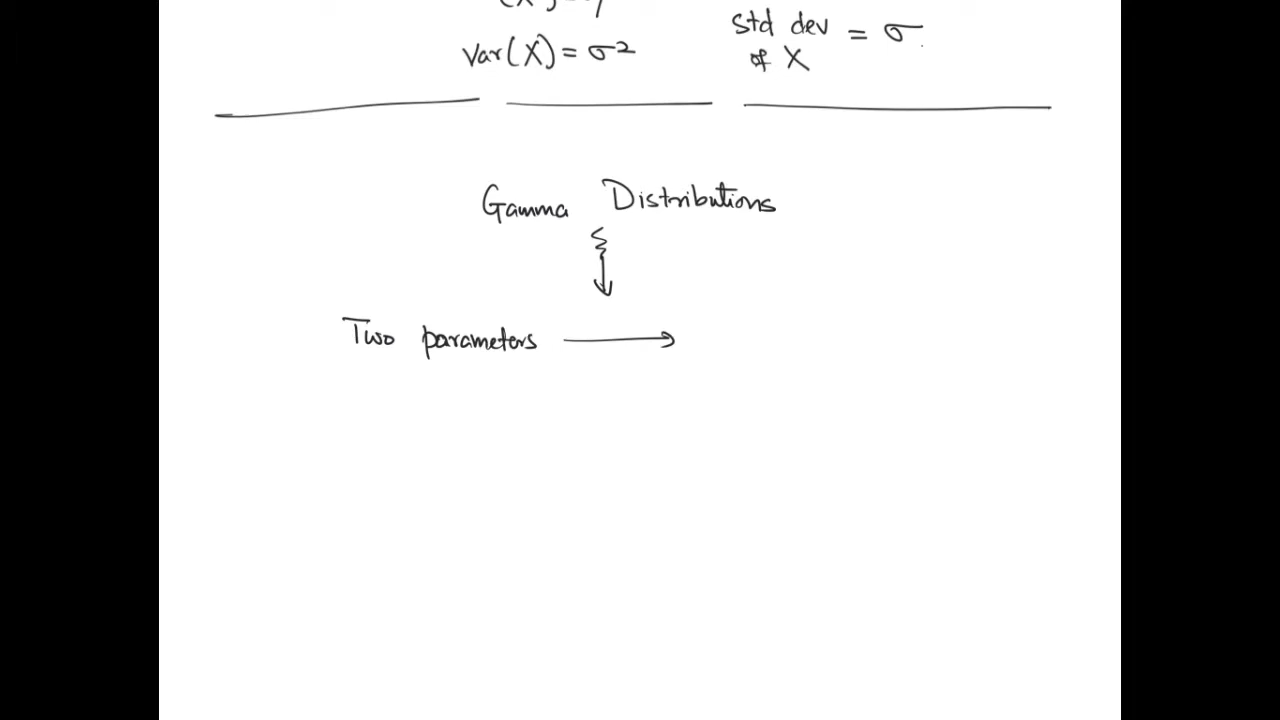 Var(X) = σ²
std dev of X = σ
Gamma Distributions
Two parameters →